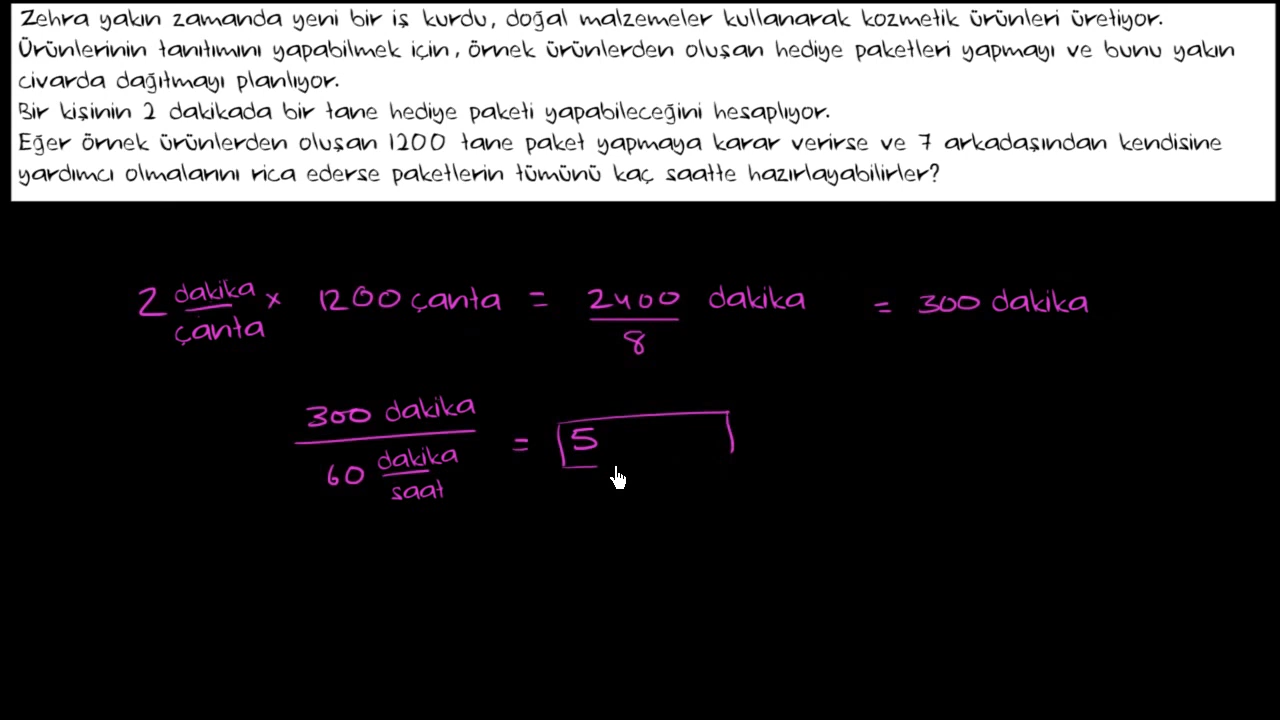 Zehra yakın zamanda yeni bir iş kurdu, doğal malzemeler kullanarak kozmetik ürünleri üretiyor.
Ürünlerinin tanıtımını yapabilmek için, örnek ürünlerden oluşan hediye paketleri yapmayı ve bunu yakın
civarda dağıtmayı planlıyor.
Bir kişinin 2 dakikada bir tane hediye paketi yapabileceğini hesaplıyor.
Eğer örnek ürünlerden oluşan 1200 tane paket yapmaya karar verirse ve 7 arkadaşından kendisine
yardımcı olmalarını rica ederse paketlerin tümünü kaç saatte hazırlayabilirler?
2 dakika/çanta x 1200 çanta = 2400/8 dakika = 300 dakika
300 dakika / 60 dakika/saat = 5